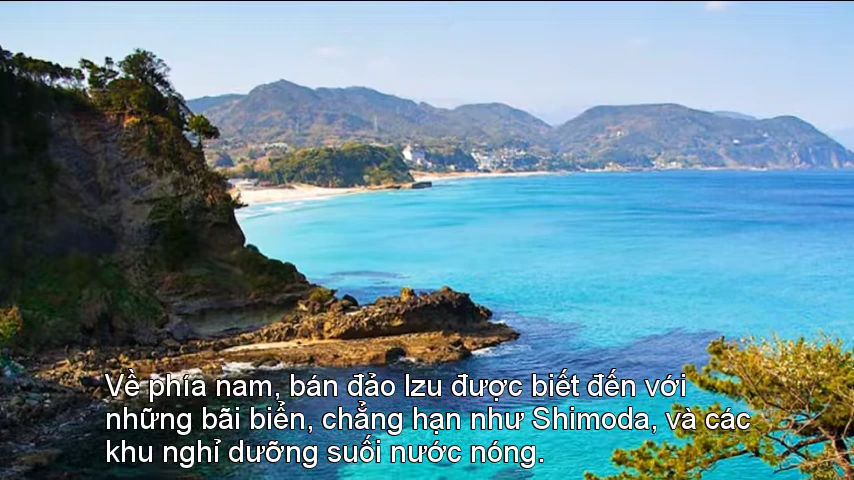 Về phía nam, bán đảo Izu được biết đến với
những bãi biển, chẳng hạn như Shimoda, và các
khu nghỉ dưỡng suối nước nóng.